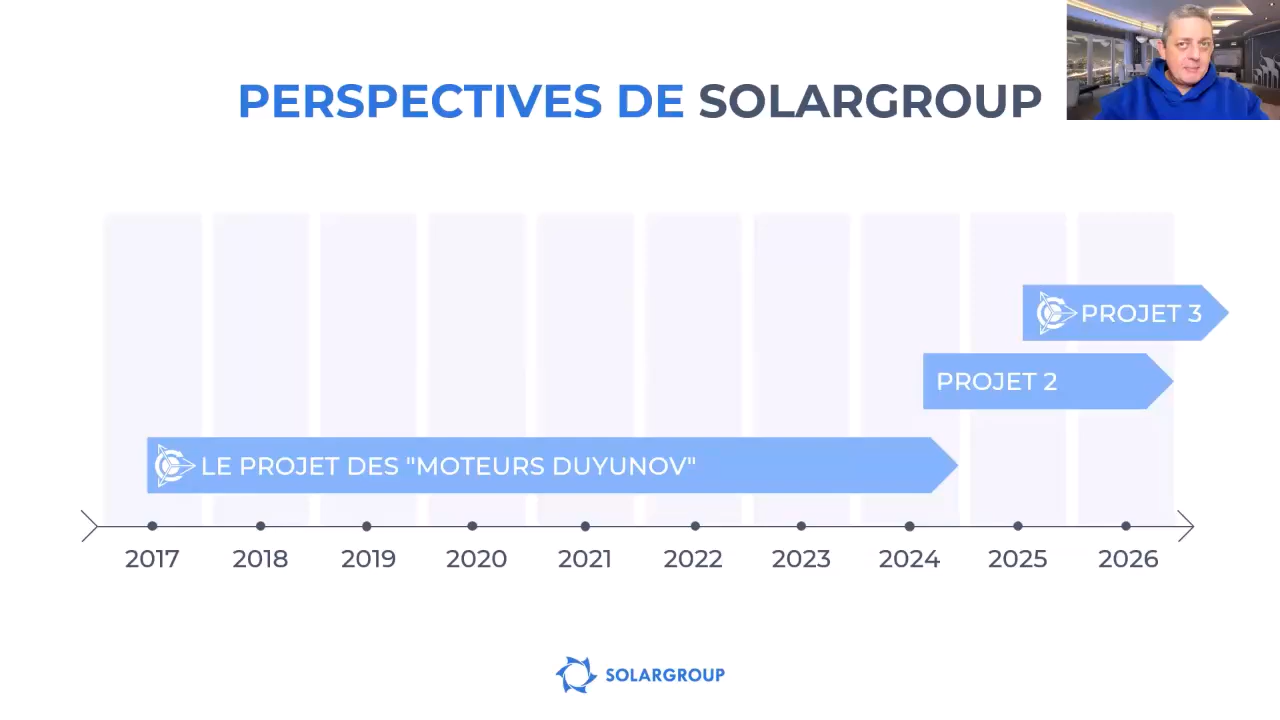 PERSPECTIVES DE SOLARGROUP
PROJET 3
PROJET 2
LE PROJET DES "MOTEURS DUYUNOV"
2017 2018 2019 2020 2021 2022 2023 2024 2025 2026
SOLARGROUP